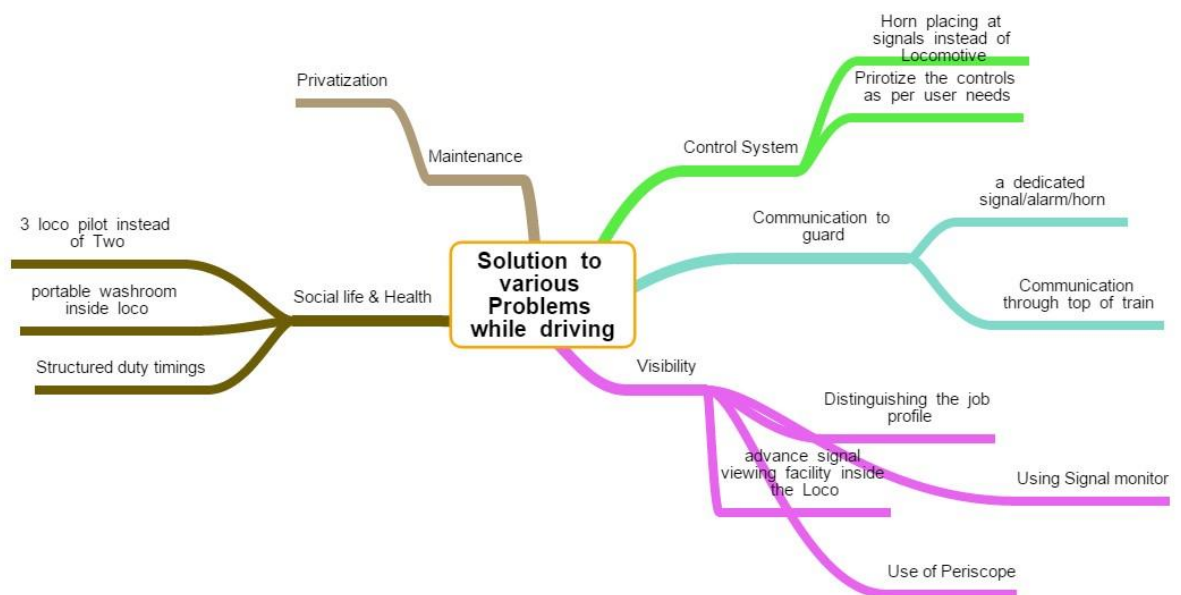 Horn placing at
signals instead of
Locomotive
Prirotize the controls
as per user needs
Control System
Privatization
Maintenance
a dedicated
signal/alarm/horn
Communication to
guard
Communication
through top of train
3 loco pilot instead
of Two
portable washroom
inside loco
Structured duty timings
Social life & Health
Solution to
various
Problems
while driving
Visibility
Distinguishing the job
profile
advance signal
viewing facility inside
the Loco
Using Signal monitor
Use of Periscope